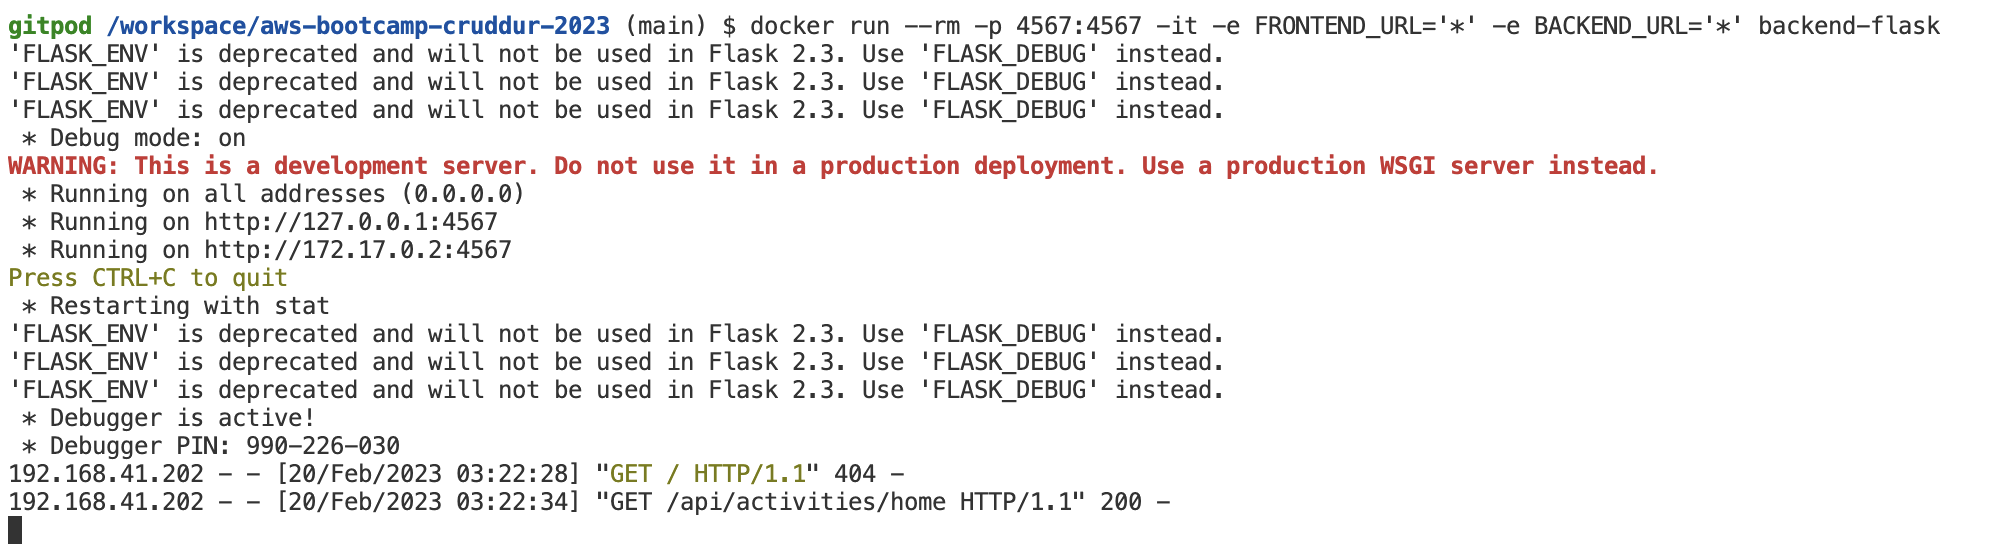 gitpod /workspace/aws-bootcamp-cruddur-2023 (main) $ docker run --rm -p 4567:4567 -it -e FRONTEND_URL='*' -e BACKEND_URL='*' backend-flask
'FLASK_ENV' is deprecated and will not be used in Flask 2.3. Use 'FLASK_DEBUG' instead.
'FLASK_ENV' is deprecated and will not be used in Flask 2.3. Use 'FLASK_DEBUG' instead.
'FLASK_ENV' is deprecated and will not be used in Flask 2.3. Use 'FLASK_DEBUG' instead.
 * Debug mode: on
WARNING: This is a development server. Do not use it in a production deployment. Use a production WSGI server instead.
 * Running on all addresses (0.0.0.0)
 * Running on http://127.0.0.1:4567
 * Running on http://172.17.0.2:4567
Press CTRL+C to quit
 * Restarting with stat
'FLASK_ENV' is deprecated and will not be used in Flask 2.3. Use 'FLASK_DEBUG' instead.
'FLASK_ENV' is deprecated and will not be used in Flask 2.3. Use 'FLASK_DEBUG' instead.
'FLASK_ENV' is deprecated and will not be used in Flask 2.3. Use 'FLASK_DEBUG' instead.
 * Debugger is active!
 * Debugger PIN: 990-226-030
192.168.41.202 - - [20/Feb/2023 03:22:28] "GET / HTTP/1.1" 404 -
192.168.41.202 - - [20/Feb/2023 03:22:34] "GET /api/activities/home HTTP/1.1" 200 -